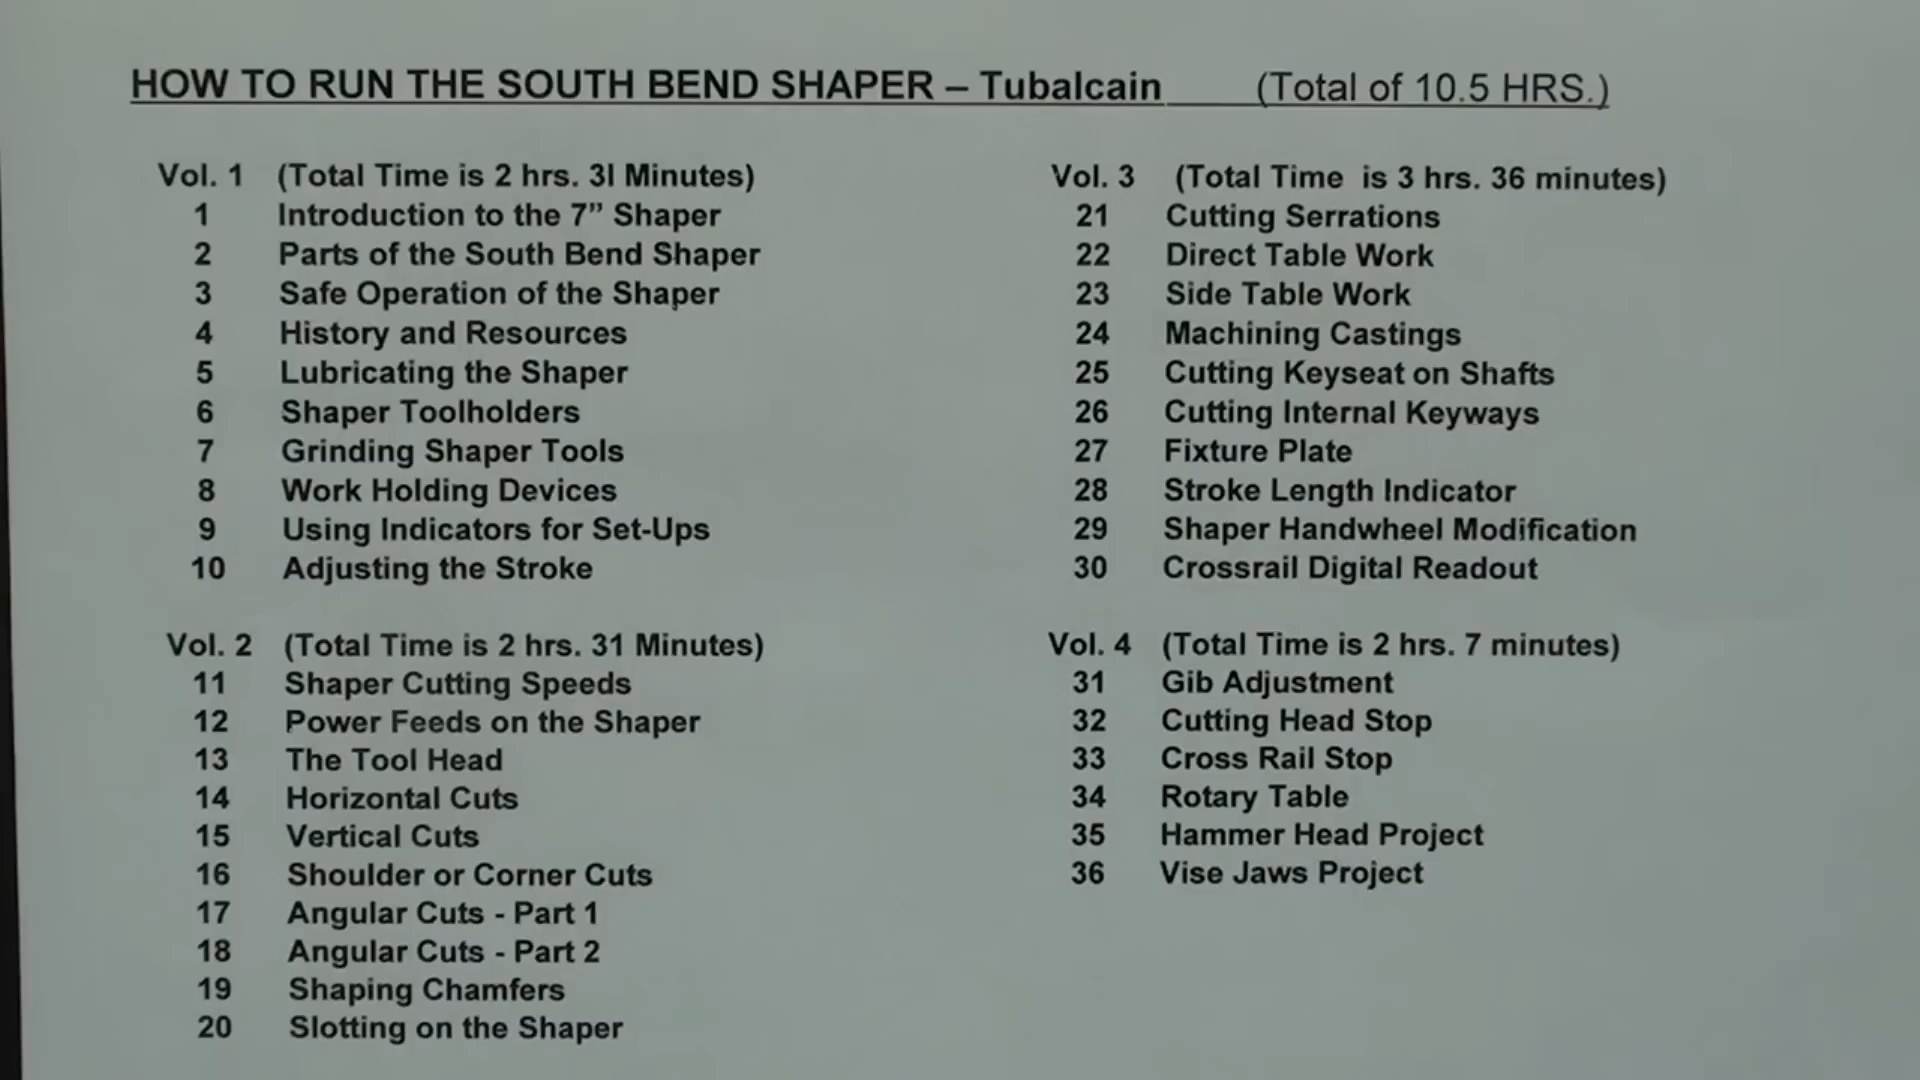 HOW TO RUN THE SOUTH BEND SHAPER – Tubalcain (Total of 10.5 HRS.)
Vol. 1 (Total Time is 2 hrs. 3l Minutes)
1 Introduction to the 7” Shaper
2 Parts of the South Bend Shaper
3 Safe Operation of the Shaper
4 History and Resources
5 Lubricating the Shaper
6 Shaper Toolholders
7 Grinding Shaper Tools
8 Work Holding Devices
9 Using Indicators for Set-Ups
10 Adjusting the Stroke
Vol. 2 (Total Time is 2 hrs. 31 Minutes)
11 Shaper Cutting Speeds
12 Power Feeds on the Shaper
13 The Tool Head
14 Horizontal Cuts
15 Vertical Cuts
16 Shoulder or Corner Cuts
17 Angular Cuts - Part 1
18 Angular Cuts - Part 2
19 Shaping Chamfers
20 Slotting on the Shaper
Vol. 3 (Total Time is 3 hrs. 36 minutes)
21 Cutting Serrations
22 Direct Table Work
23 Side Table Work
24 Machining Castings
25 Cutting Keyseat on Shafts
26 Cutting Internal Keyways
27 Fixture Plate
28 Stroke Length Indicator
29 Shaper Handwheel Modification
30 Crossrail Digital Readout
Vol. 4 (Total Time is 2 hrs. 7 minutes)
31 Gib Adjustment
32 Cutting Head Stop
33 Cross Rail Stop
34 Rotary Table
35 Hammer Head Project
36 Vise Jaws Project